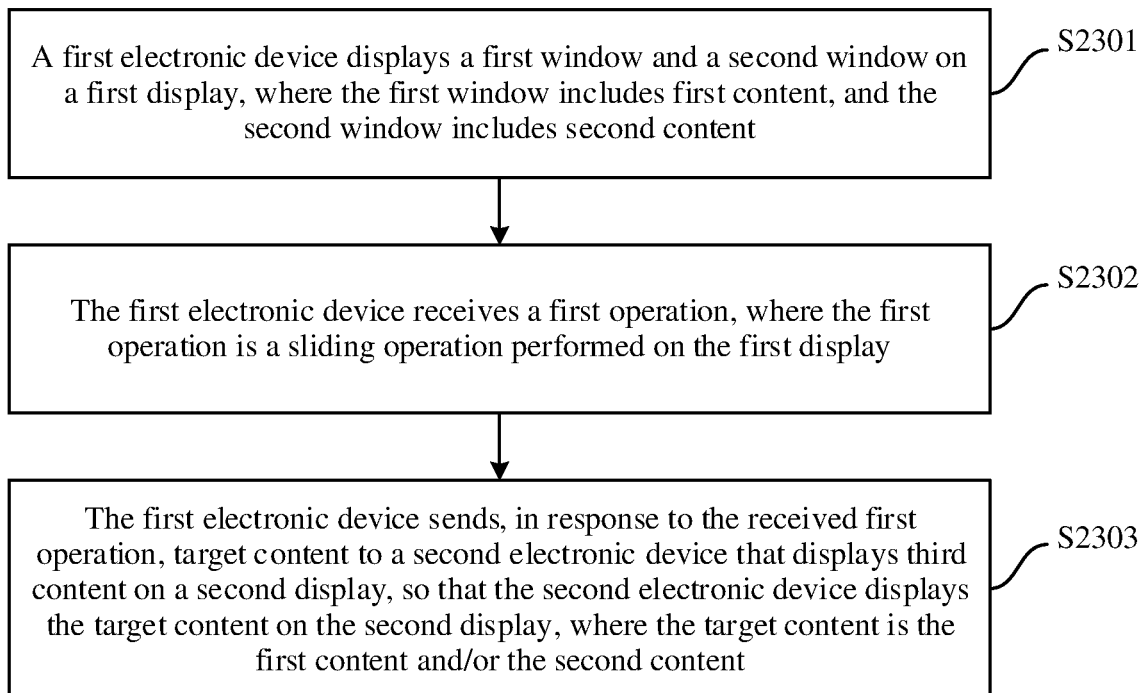 A first electronic device displays a first window and a second window on
a first display, where the first window includes first content, and the
second window includes second content
S2301
The first electronic device receives a first operation, where the first
operation is a sliding operation performed on the first display
S2302
The first electronic device sends, in response to the received first
operation, target content to a second electronic device that displays third
content on a second display, so that the second electronic device displays
the target content on the second display, where the target content is the
first content and/or the second content
S2303